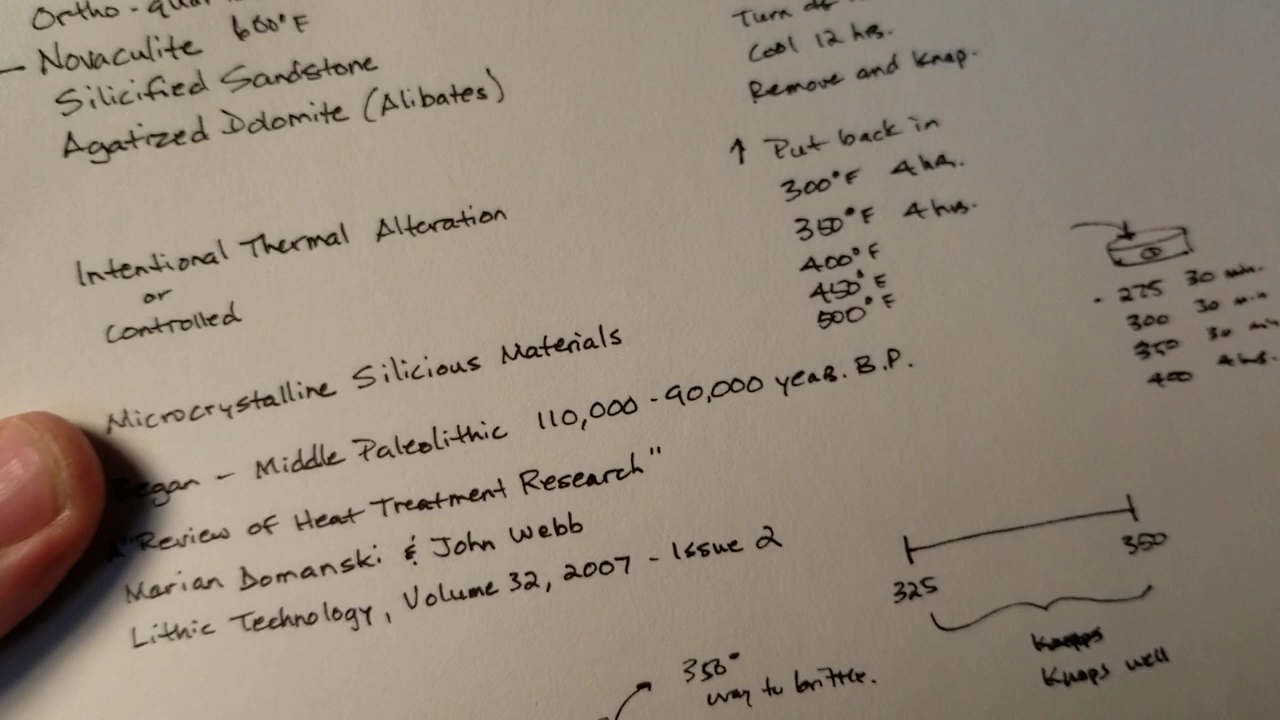 Ortho-
Novaculite 600°F
Silicified Sandstone
Agatized Dolomite (Alibates)
Intentional Thermal Alteration
or
Controlled
Microcrystalline Silicious Materials
Began - Middle Paleolithic 110,000 - 90,000 years. B.P.
A "Review of Heat Treatment Research"
Marian Domanski & John Webb
Lithic Technology, Volume 32, 2007 - Issue 2
Turn off
Cool 12 hrs.
Remove and knap.
↑ Put back in
300°F 4 hrs.
350°F 4 hrs.
400°F
450°F
500°F
275 30 min.
300 30 min
350 30 min
400 4 hrs.
325 350
Knapps
Knaps well
350°
way to brittle.